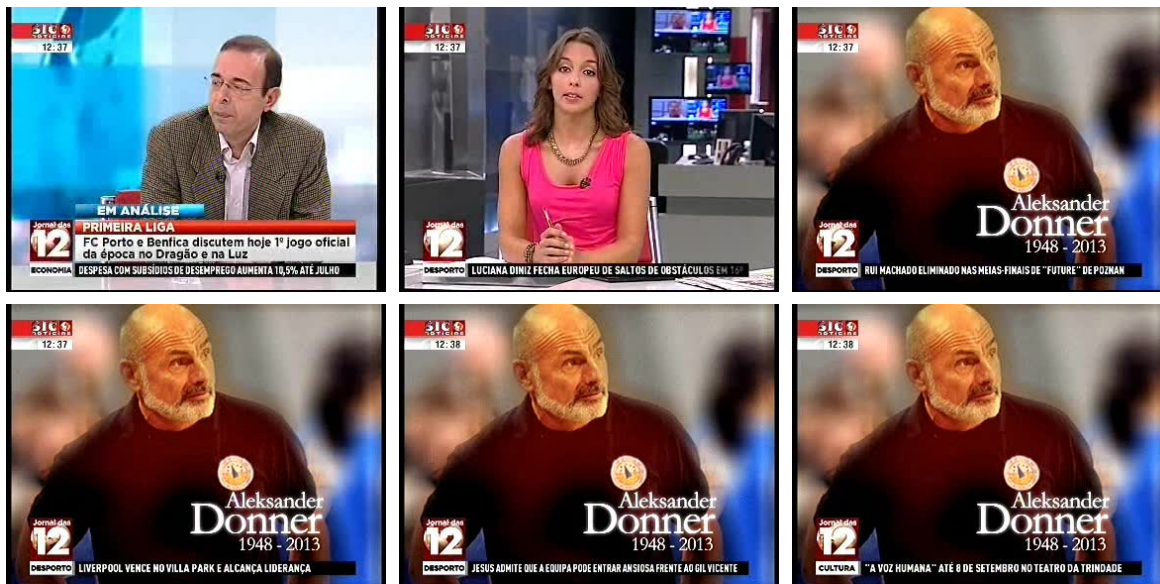 SIC
NOTÍCIAS
12:37
EM ANÁLISE
PRIMEIRA LIGA
FC Porto e Benfica discutem hoje 1º jogo oficial
da época no Dragão e na Luz
Jornal das
12
ECONOMIA DESPESA COM SUBSÍDIOS DE DESEMPREGO AUMENTA 10,5% ATÉ JULHO
SIC
NOTÍCIAS
12:37
Jornal das
12
DESPORTO LUCIANA DINIZ FECHA EUROPEU DE SALTOS DE OBSTÁCULOS EM 16º
SIC
NOTÍCIAS
12:37
Aleksander
Donner
1948 - 2013
Jornal das
12
DESPORTO RUI MACHADO ELIMINADO NAS MEIAS-FINAIS DE "FUTURE" DE POZNAN
SIC
NOTÍCIAS
12:37
Aleksander
Donner
1948 - 2013
Jornal das
12
DESPORTO LIVERPOOL VENCE NO VILLA PARK E ALCANÇA LIDERANÇA
SIC
NOTÍCIAS
12:38
Aleksander
Donner
1948 - 2013
Jornal das
12
DESPORTO JESUS ADMITE QUE A EQUIPA PODE ENTRAR ANSIOSA FRENTE AO GIL VICENTE
SIC
NOTÍCIAS
12:38
Aleksander
Donner
1948 - 2013
Jornal das
12
CULTURA "A VOZ HUMANA" ATÉ 8 DE SETEMBRO NO TEATRO DA TRINDADE